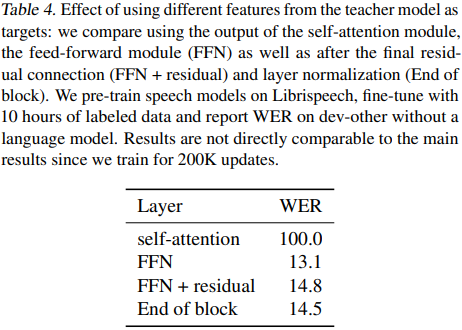 Table 4. Effect of using different features from the teacher model as
targets: we compare using the output of the self-attention module,
the feed-forward module (FFN) as well as after the final resid-
ual connection (FFN + residual) and layer normalization (End of
block). We pre-train speech models on Librispeech, fine-tune with
10 hours of labeled data and report WER on dev-other without a
language model. Results are not directly comparable to the main
results since we train for 200K updates.
Layer WER
self-attention 100.0
FFN 13.1
FFN + residual 14.8
End of block 14.5